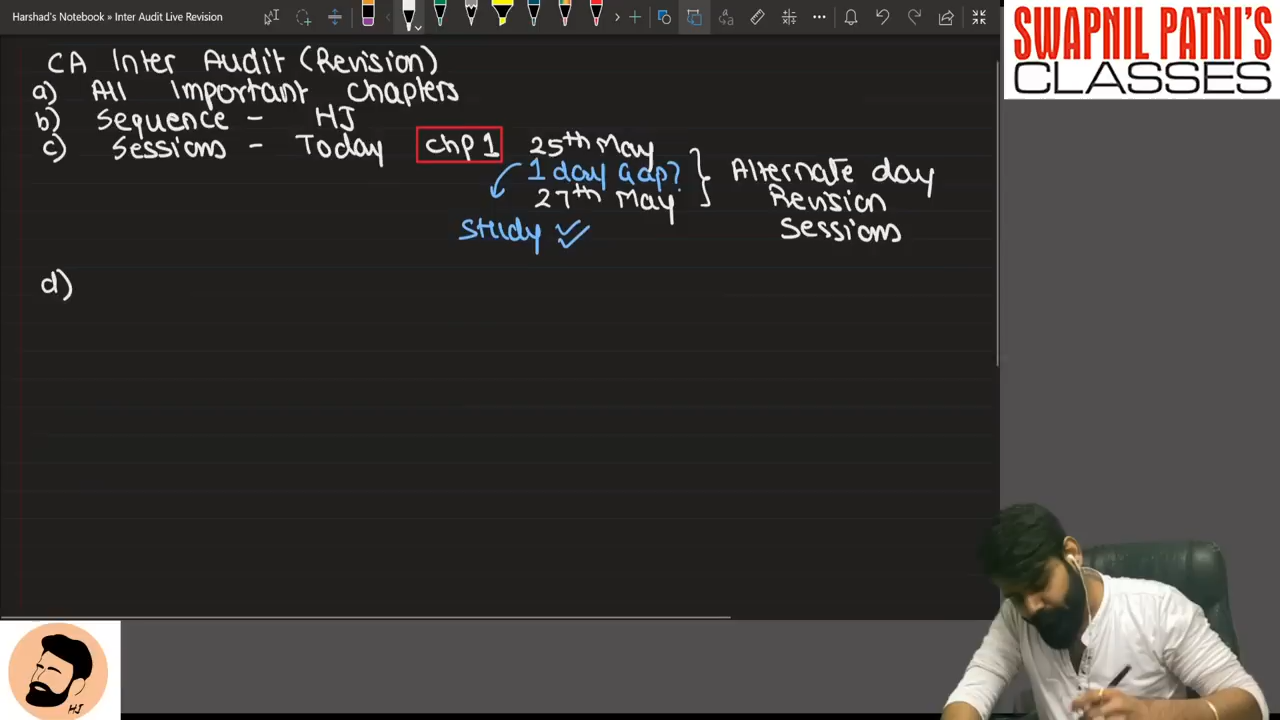 Harshad's Notebook » Inter Audit Live Revision
SWAPNIL PATNI'S
CLASSES
CA Inter Audit (Revision)
a) All Important Chapters
b) Sequence - HJ
c) Sessions - Today Chp 1 25th May
1 day Gap?
27th May
Study
Alternate day
Revision
Sessions
d)
HJ